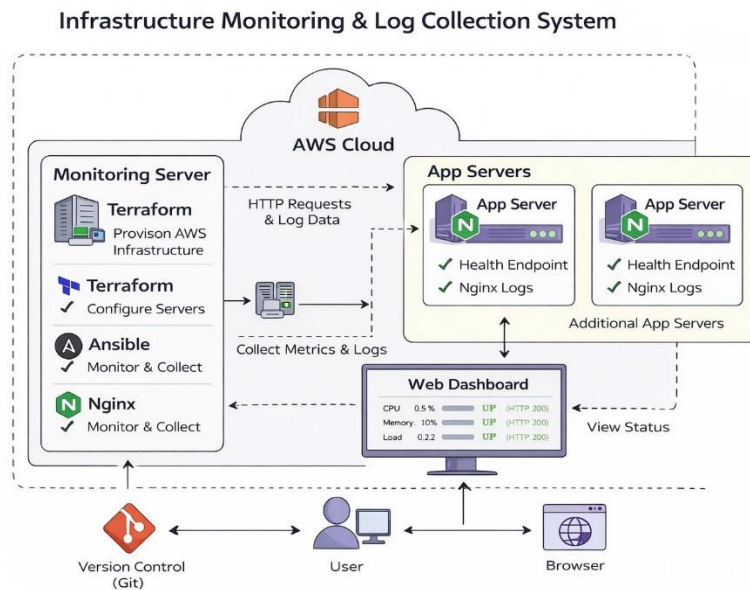 Infrastructure Monitoring & Log Collection System
AWS Cloud
Monitoring Server
Terraform
Provison AWS
Infrastructure
Terraform
✓ Configure Servers
A
Ansible
✓ Monitor & Collect
N
Nginx
✓ Monitor & Collect
HTTP Requests
& Log Data
Collect Metrics & Logs
App Servers
N
App Server
✓ Health Endpoint
✓ Nginx Logs
N
App Server
✓ Health Endpoint
✓ Nginx Logs
Additional App Servers
Web Dashboard
CPU 0.5 % UP (HTTP 200)
Memory. 10% UP (HTTP 200)
Load 0.2.2 UP (HTTP 200)
View Status
Version Control
(Git)
User
Browser